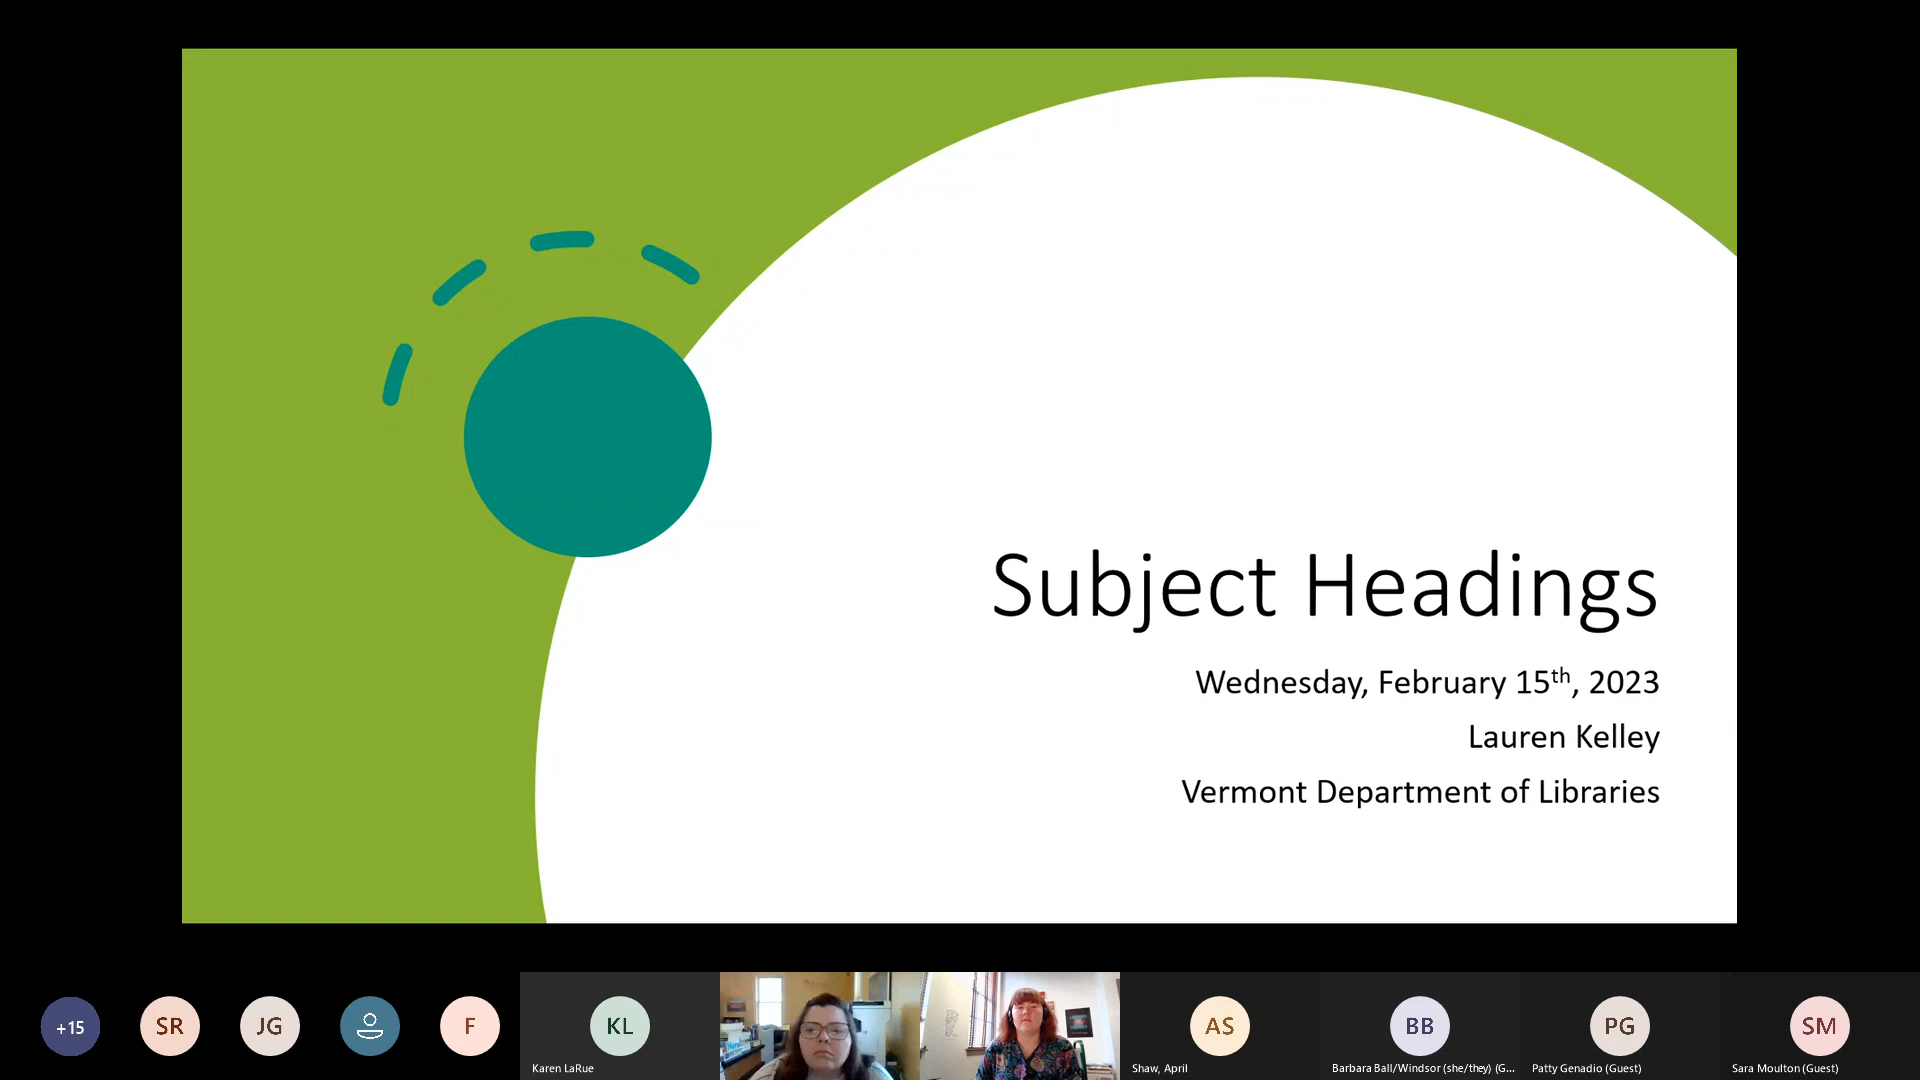 Subject Headings
Wednesday, February 15th, 2023
Lauren Kelley
Vermont Department of Libraries
+15
SR
JG
F
KL
Karen LaRue
AS
Shaw, April
BB
Barbara Ball/Windsor (she/they) (G...
PG
Patty Genadio (Guest)
SM
Sara Moulton (Guest)